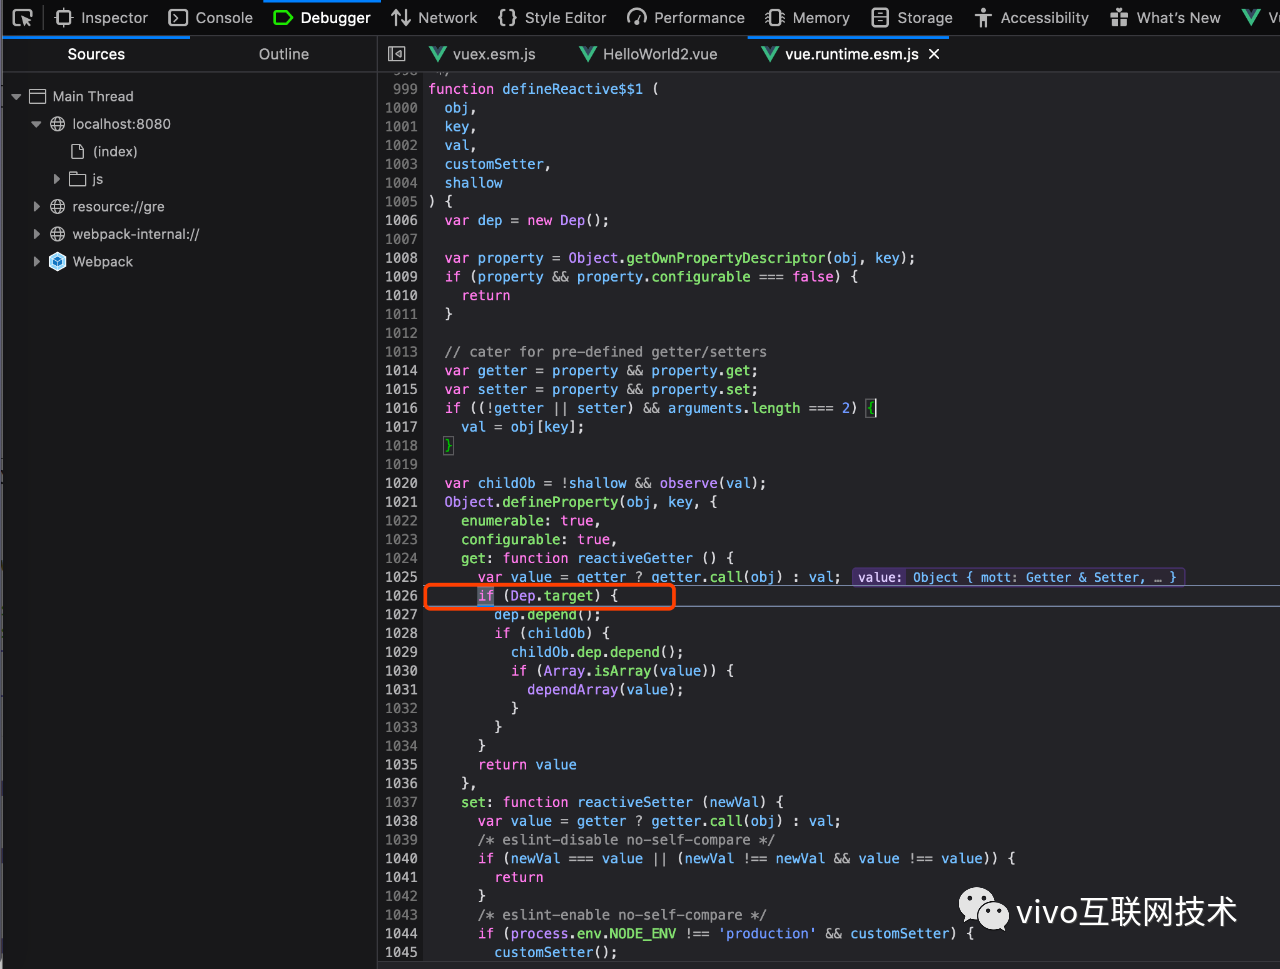 Inspector Console Debugger Network Style Editor Performance Memory Storage Accessibility What's New
Sources Outline vuex.esm.js HelloWorld2.vue vue.runtime.esm.js
Main Thread
localhost:8080
(index)
js
resource://gre
webpack-internal://
Webpack
999 function defineReactive$$1 (
1000 obj,
1001 key,
1002 val,
1003 customSetter,
1004 shallow
1005 ) {
1006 var dep = new Dep();
1007
1008 var property = Object.getOwnPropertyDescriptor(obj, key);
1009 if (property && property.configurable === false) {
1010 return
1011 }
1012
1013 // cater for pre-defined getter/setters
1014 var getter = property && property.get;
1015 var setter = property && property.set;
1016 if ((!getter || setter) && arguments.length === 2) {
1017 val = obj[key];
1018 }
1019
1020 var childOb = !shallow && observe(val);
1021 Object.defineProperty(obj, key, {
1022 enumerable: true,
1023 configurable: true,
1024 get: function reactiveGetter () {
1025 var value = getter ? getter.call(obj) : val; value: Object { mott: Getter & Setter, … }
1026 if (Dep.target) {
1027 dep.depend();
1028 if (childOb) {
1029 childOb.dep.depend();
1030 if (Array.isArray(value)) {
1031 dependArray(value);
1032 }
1033 }
1034 }
1035 return value
1036 },
1037 set: function reactiveSetter (newVal) {
1038 var value = getter ? getter.call(obj) : val;
1039 /* eslint-disable no-self-compare */
1040 if (newVal === value || (newVal !== newVal && value !== value)) {
1041 return
1042 }
1043 /* eslint-enable no-self-compare */
1044 if (process.env.NODE_ENV !== 'production' && customSetter) {
1045 customSetter();
vivo互联网技术